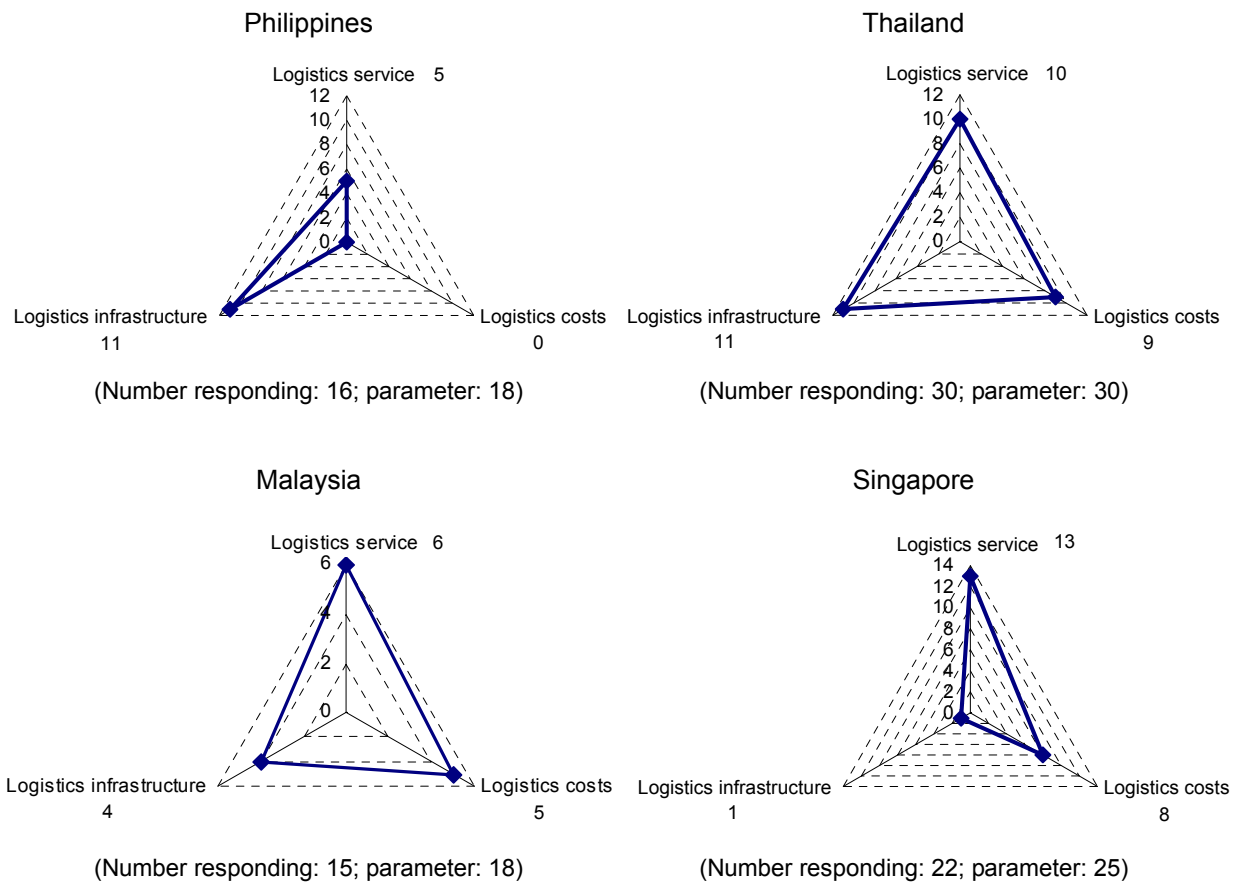 Philippines
Logistics service 5
12
10
8
6
4
2
0
Logistics infrastructure
11
Logistics costs
0
(Number responding: 16; parameter: 18)
Thailand
Logistics service 10
12
10
8
6
4
2
0
Logistics infrastructure
11
Logistics costs
9
(Number responding: 30; parameter: 30)
Malaysia
Logistics service 6
6
4
2
0
Logistics infrastructure
4
Logistics costs
5
(Number responding: 15; parameter: 18)
Singapore
Logistics service 13
14
12
10
8
6
4
2
0
Logistics infrastructure
1
Logistics costs
8
(Number responding: 22; parameter: 25)